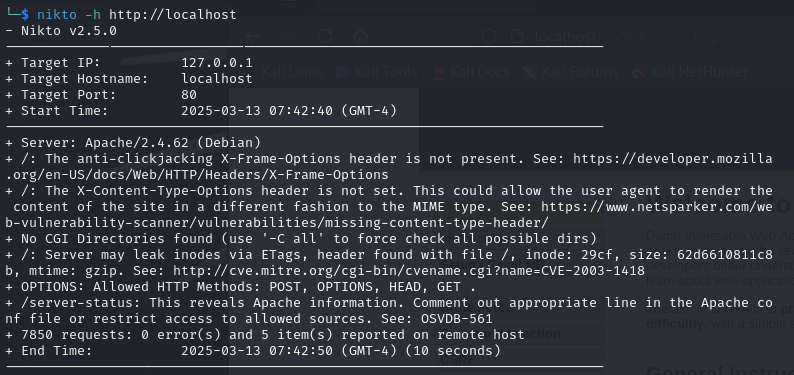 └─$ nikto -h http://localhost
- Nikto v2.5.0
+ Target IP:          127.0.0.1
+ Target Hostname:    localhost
+ Target Port:        80
+ Start Time:         2025-03-13 07:42:40 (GMT-4)
+ Server: Apache/2.4.62 (Debian)
+ /: The anti-clickjacking X-Frame-Options header is not present. See: https://developer.mozilla
.org/en-US/docs/Web/HTTP/Headers/X-Frame-Options
+ /: The X-Content-Type-Options header is not set. This could allow the user agent to render the
 content of the site in a different fashion to the MIME type. See: https://www.netsparker.com/we
b-vulnerability-scanner/vulnerabilities/missing-content-type-header/
+ No CGI Directories found (use '-C all' to force check all possible dirs)
+ /: Server may leak inodes via ETags, header found with file /, inode: 29cf, size: 62d6610811c8
b, mtime: gzip. See: http://cve.mitre.org/cgi-bin/cvename.cgi?name=CVE-2003-1418
+ OPTIONS: Allowed HTTP Methods: POST, OPTIONS, HEAD, GET .
+ /server-status: This reveals Apache information. Comment out appropriate line in the Apache co
nf file or restrict access to allowed sources. See: OSVDB-561
+ 7850 requests: 0 error(s) and 5 item(s) reported on remote host
+ End Time:           2025-03-13 07:42:50 (GMT-4) (10 seconds)
Kali Linux
Kali Tools
Kali Docs
Kali Forums
Kali NetHunter